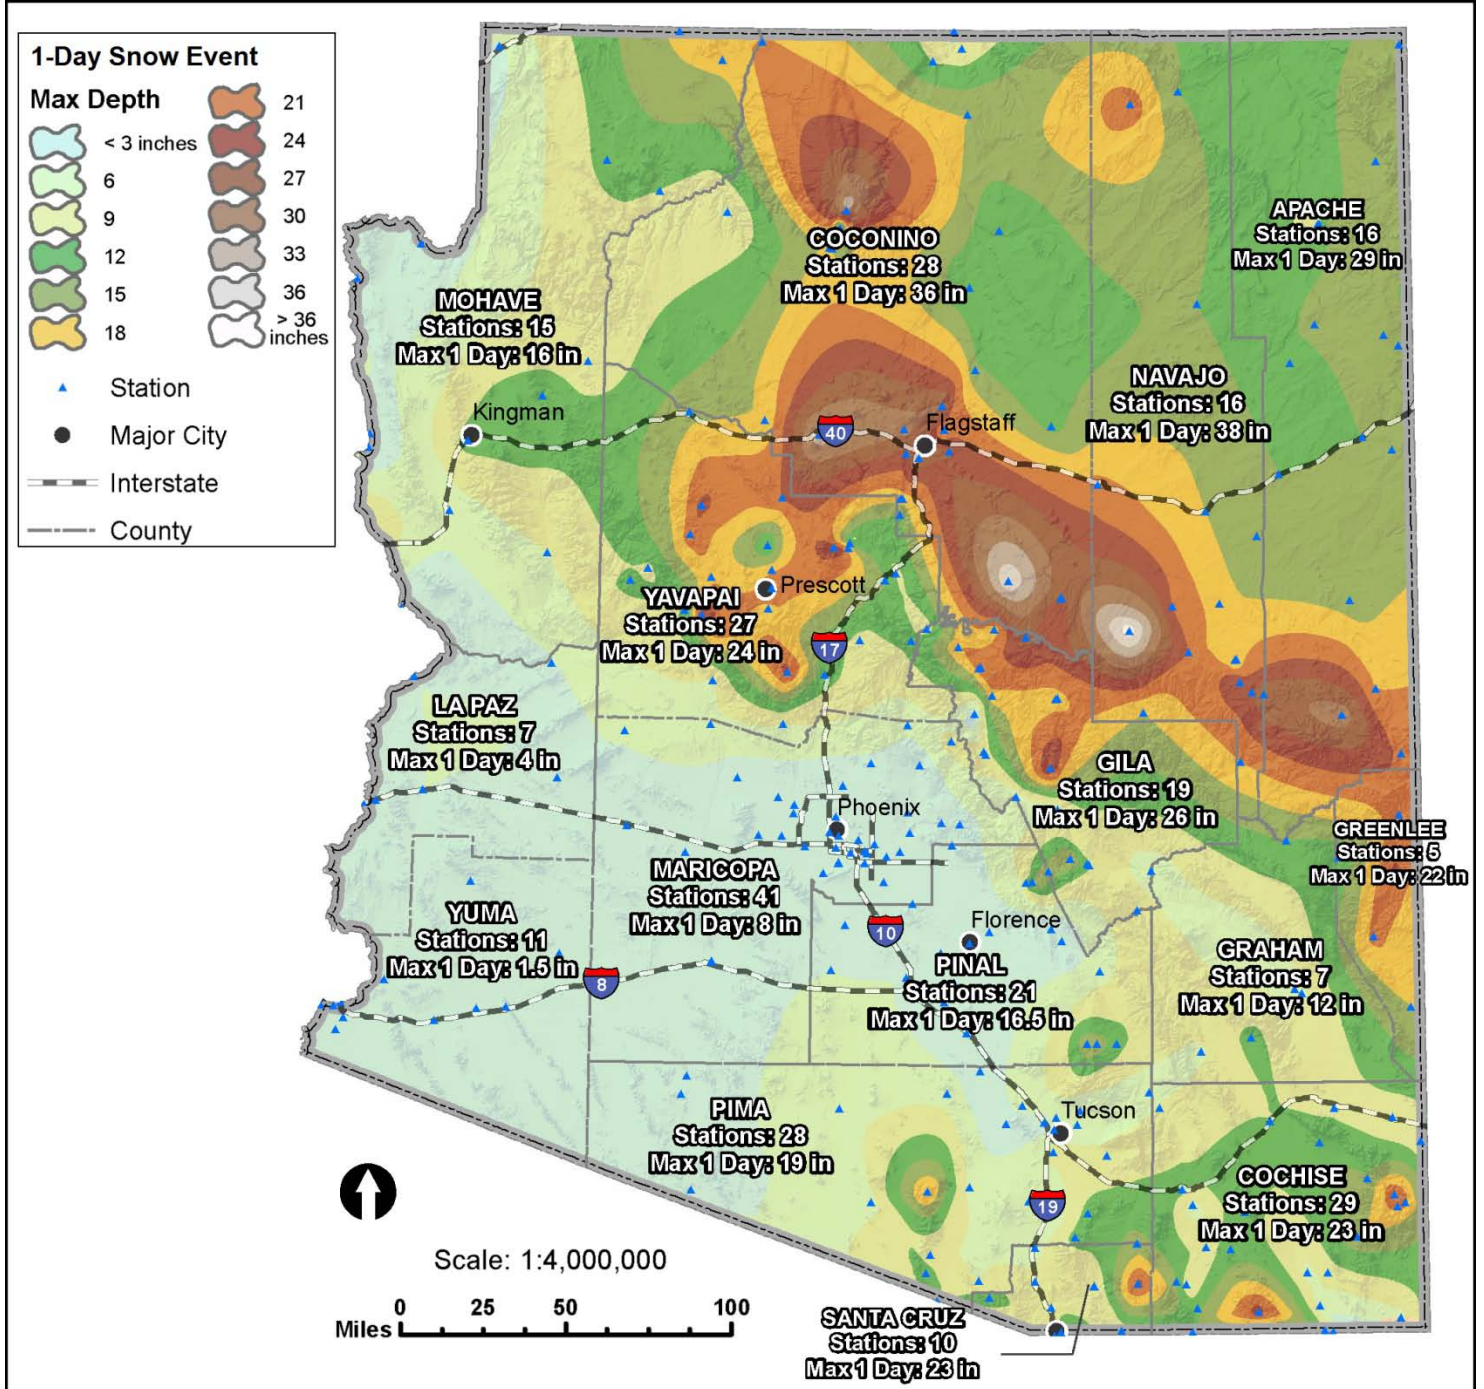 1-Day Snow Event
Max Depth
< 3 inches
6
9
12
15
18
21
24
27
30
33
36
> 36
inches
Station
Major City
Interstate
County
COCONINO
Stations: 28
Max 1 Day: 36 in
APACHE
Stations: 16
Max 1 Day: 29 in
MOHAVE
Stations: 15
Max 1 Day: 16 in
NAVAJO
Stations: 16
Max 1 Day: 38 in
Kingman
40
Flagstaff
Prescott
YAVAPAI
Stations: 27
Max 1 Day: 24 in
17
LA PAZ
Stations: 7
Max 1 Day: 4 in
GILA
Stations: 19
Max 1 Day: 26 in
Phoenix
GREENLEE
Stations: 5
Max 1 Day: 22 in
MARICOPA
Stations: 41
Max 1 Day: 8 in
YUMA
Stations: 11
Max 1 Day: 1.5 in
10
8
Florence
PINAL
Stations: 21
Max 1 Day: 16.5 in
GRAHAM
Stations: 7
Max 1 Day: 12 in
PIMA
Stations: 28
Max 1 Day: 19 in
Tucson
19
COCHISE
Stations: 29
Max 1 Day: 23 in
SANTA CRUZ
Stations: 10
Max 1 Day: 23 in
Scale: 1:4,000,000
0 25 50 100
Miles